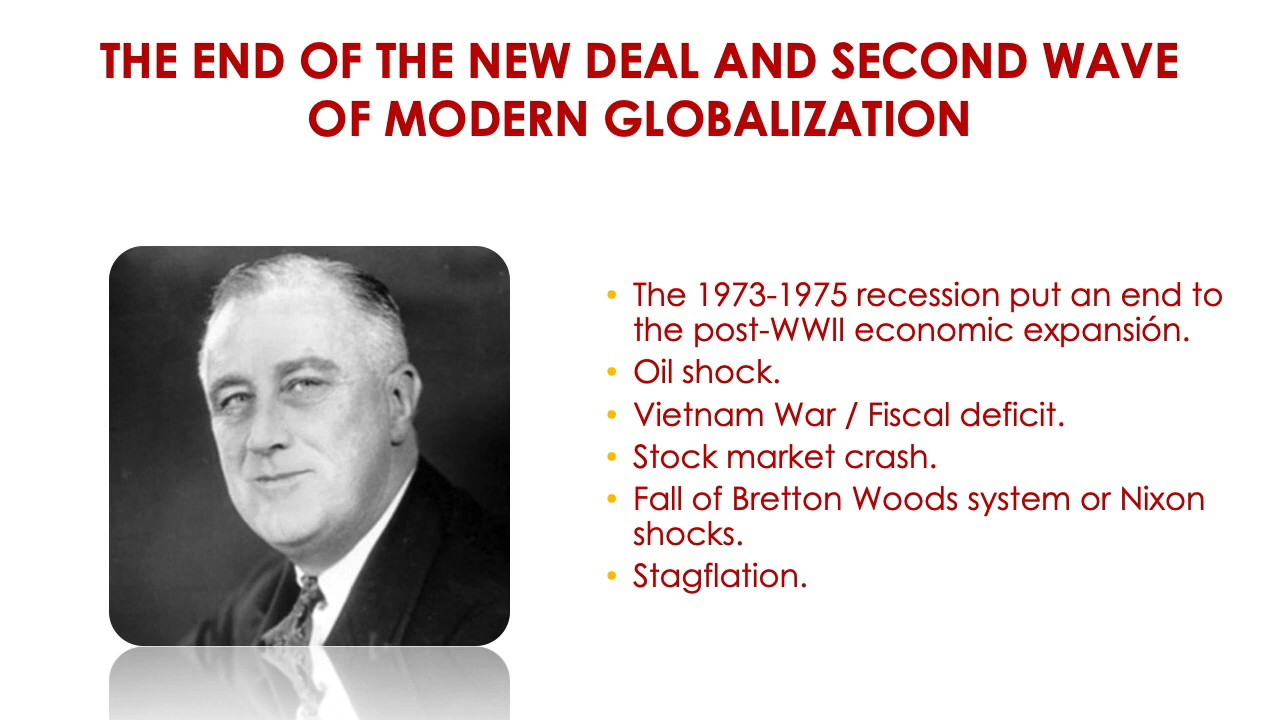 THE END OF THE NEW DEAL AND SECOND WAVE
OF MODERN GLOBALIZATION
• The 1973-1975 recession put an end to
the post-WWII economic expansión.
• Oil shock.
• Vietnam War / Fiscal deficit.
• Stock market crash.
• Fall of Bretton Woods system or Nixon
shocks.
• Stagflation.